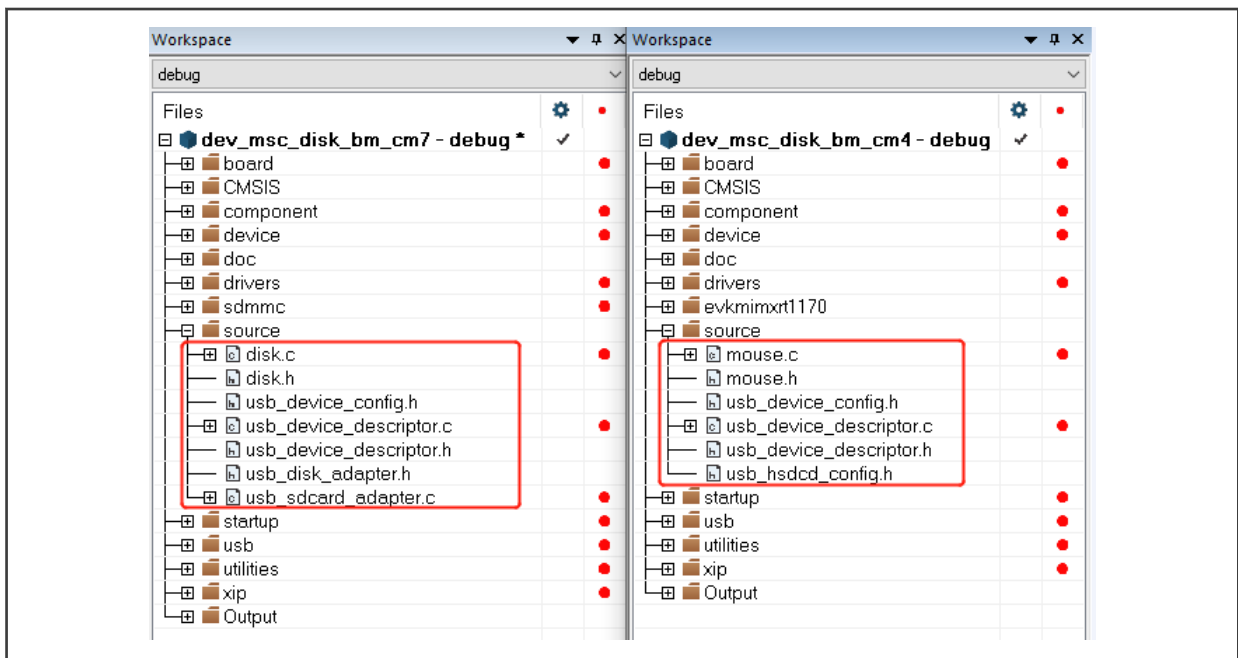 Workspace
debug
Files
dev_msc_disk_bm_cm7 - debug *
board
CMSIS
component
device
doc
drivers
sdmmc
source
disk.c
disk.h
usb_device_config.h
usb_device_descriptor.c
usb_device_descriptor.h
usb_disk_adapter.h
usb_sdcard_adapter.c
startup
usb
utilities
xip
Output
Workspace
debug
Files
dev_msc_disk_bm_cm4 - debug
board
CMSIS
component
device
doc
drivers
evkmimxrt1170
source
mouse.c
mouse.h
usb_device_config.h
usb_device_descriptor.c
usb_device_descriptor.h
usb_hsdcd_config.h
startup
usb
utilities
xip
Output